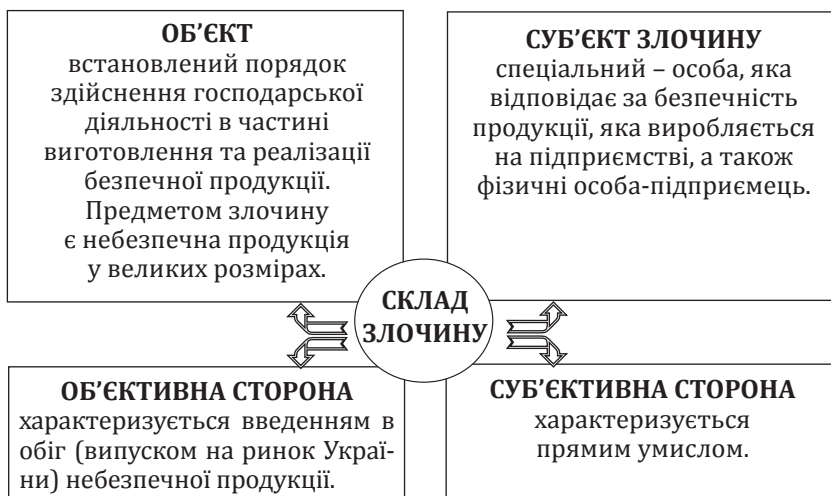 ОБ’ЄКТ
встановлений порядок
здійснення господарської
діяльності в частині
виготовлення та реалізації
безпечної продукції.
Предметом злочину
є небезпечна продукція
у великих розмірах.
СУБ’ЄКТ ЗЛОЧИНУ
спеціальний – особа, яка
відповідає за безпечність
продукції, яка виробляється
на підприємстві, а також
фізичні особа-підприємець.
СКЛАД
ЗЛОЧИНУ
ОБ’ЄКТИВНА СТОРОНА
характеризується введенням в
обіг (випуском на ринок Украї-
ни) небезпечної продукції.
СУБ’ЄКТИВНА СТОРОНА
характеризується
прямим умислом.